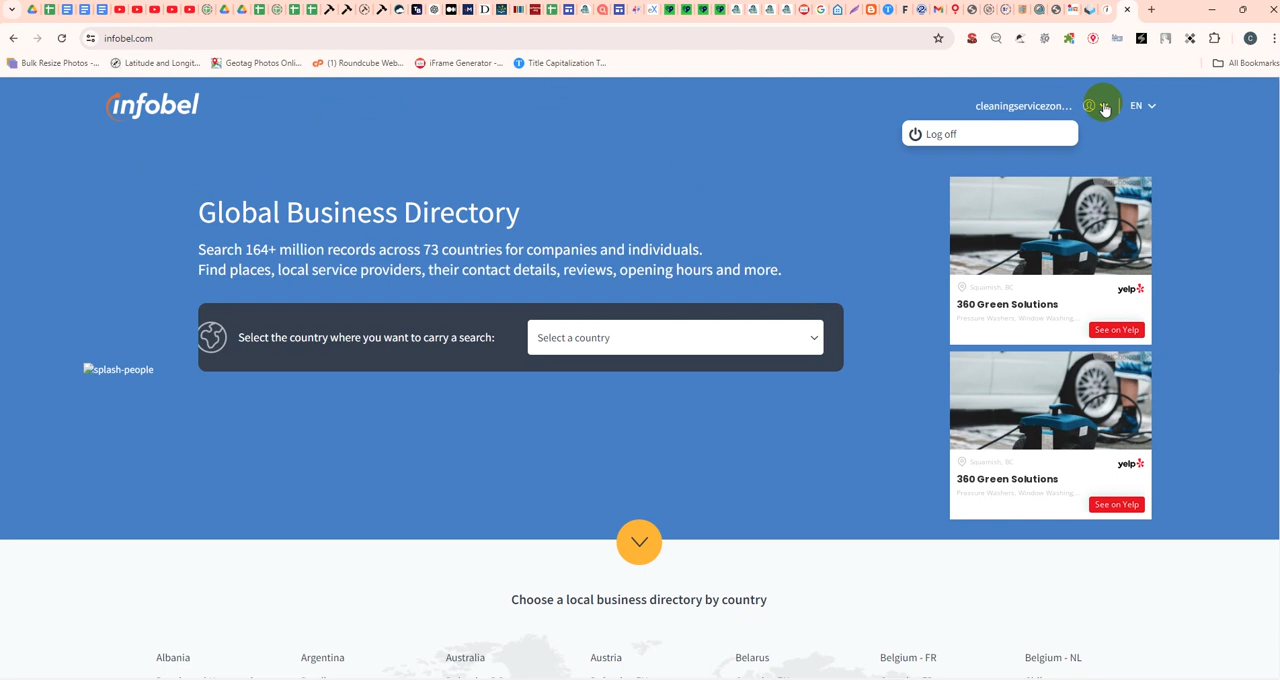 infobel.com
Bulk Resize Photos -...
Latitude and Longit...
Geotag Photos Onli...
(1) Roundcube Web...
iFrame Generator -...
Title Capitalization T...
All Bookmarks
infobel
cleaningservicezon...
EN
Log off
Global Business Directory
Search 164+ million records across 73 countries for companies and individuals.
Find places, local service providers, their contact details, reviews, opening hours and more.
Select the country where you want to carry a search:
Select a country
splash-people
Squamish, BC
yelp
360 Green Solutions
Pressure Washers, Window Washing,...
See on Yelp
Squamish, BC
yelp
360 Green Solutions
Pressure Washers, Window Washing,...
See on Yelp
Choose a local business directory by country
Albania
Argentina
Australia
Austria
Belarus
Belgium - FR
Belgium - NL